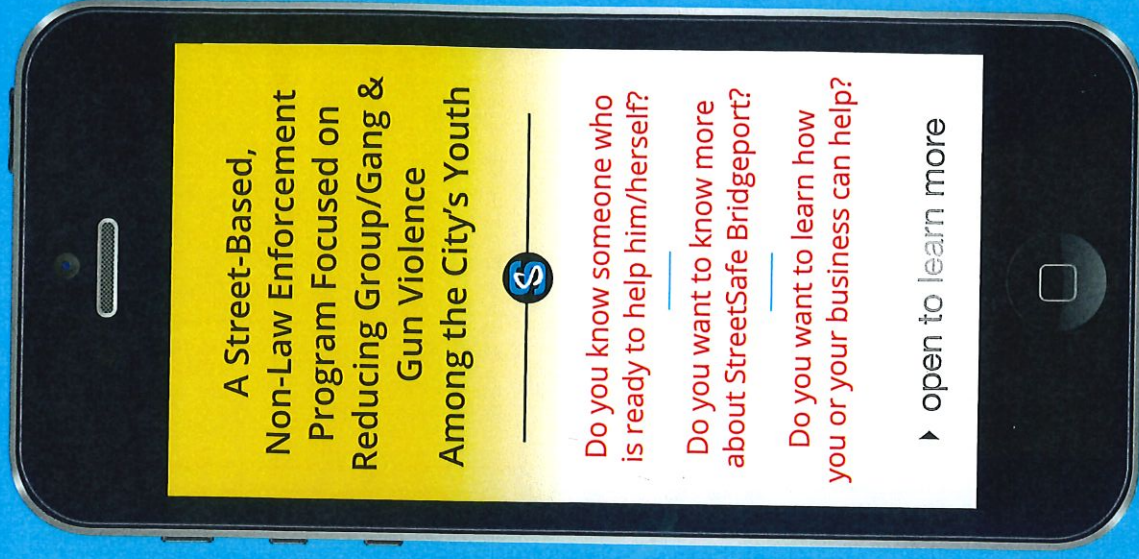 A Street-Based,
Non-Law Enforcement
Program Focused on
Reducing Group/Gang &
Gun Violence
Among the City's Youth
S
Do you know someone who
is ready to help him/herself?
Do you want to know more
about StreetSafe Bridgeport?
Do you want to learn how
you or your business can help?
▸ open to learn more